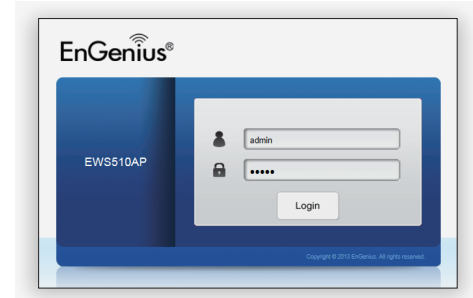 EnGenius®
EWS510AP
admin
•••••
Login
Copyright © 2013 EnGenius. All rights reserved.